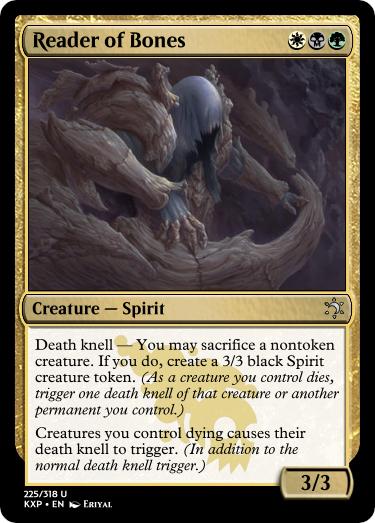 Reader of Bones
Creature — Spirit
Death knell — You may sacrifice a nontoken
creature. If you do, create a 3/3 black Spirit
creature token. (As a creature you control dies,
trigger one death knell of that creature or another
permanent you control.)
Creatures you control dying causes their
death knell to trigger. (In addition to the
normal death knell trigger.)
3/3
225/318 U
KXP • EN Eriyal